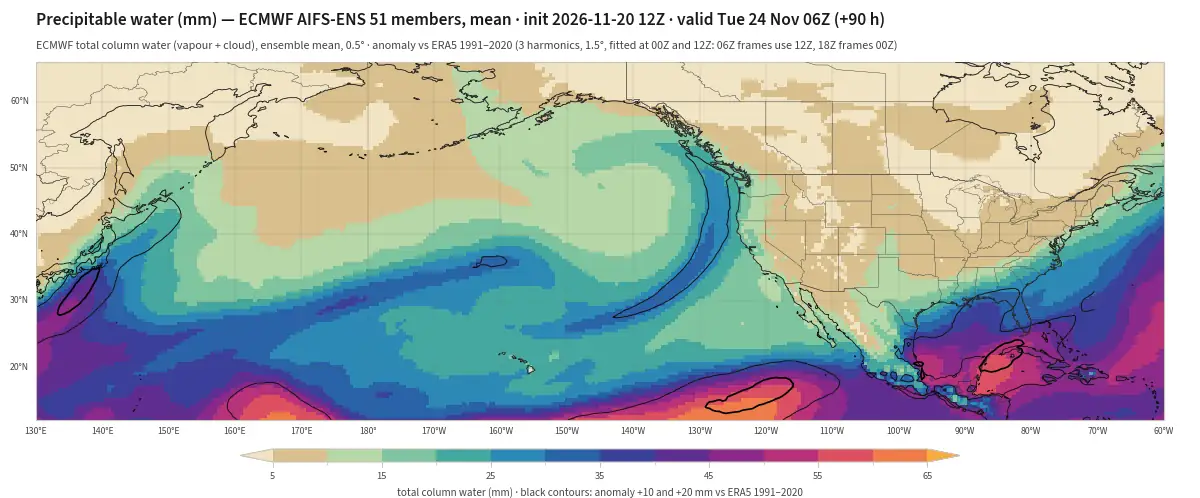 Precipitable water (mm) — ECMWF AIFS-ENS 51 members, mean · init 2026-11-20 12Z · valid Tue 24 Nov 06Z (+90 h)
ECMWF total column water (vapour + cloud), ensemble mean, 0.5° · anomaly vs ERA5 1991–2020 (3 harmonics, 1.5°, fitted at 00Z and 12Z: 06Z frames use 12Z, 18Z frames 00Z)
60°N
50°N
40°N
30°N
20°N
130°E 140°E 150°E 160°E 170°E 180° 170°W 160°W 150°W 140°W 130°W 120°W 110°W 100°W 90°W 80°W 70°W 60°W
5 15 25 35 45 55 65
total column water (mm) · black contours: anomaly +10 and +20 mm vs ERA5 1991–2020